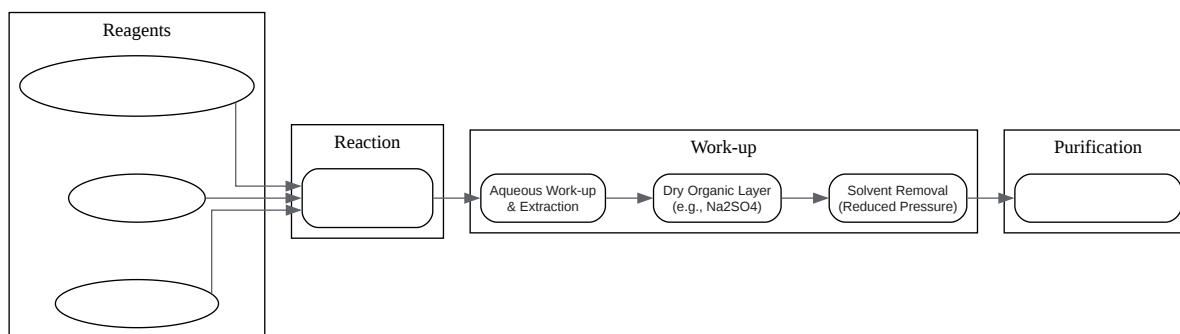 Reagents
Reaction
Work-up
Purification
Aqueous Work-up
& Extraction
Dry Organic Layer
(e.g., Na2SO4)
Solvent Removal
(Reduced Pressure)